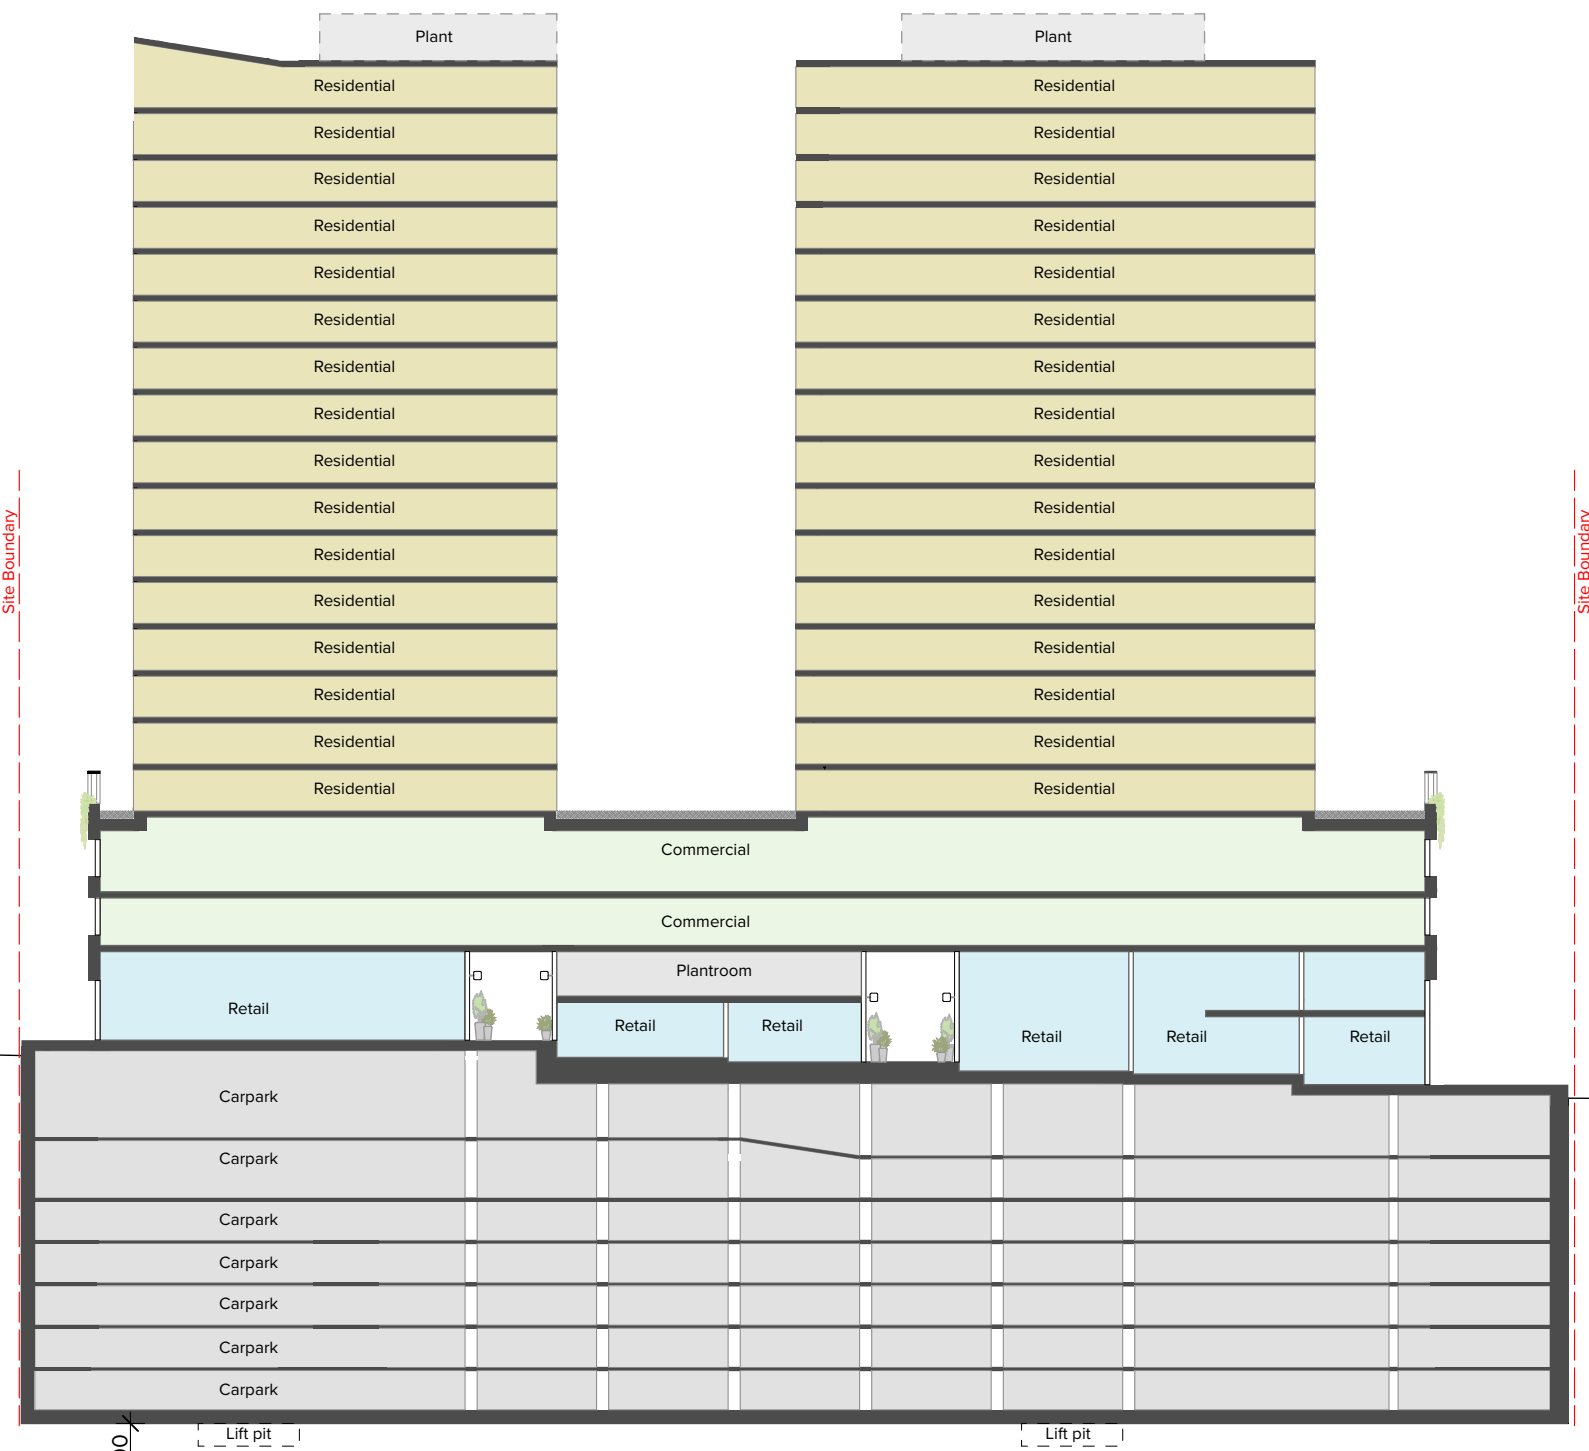 Plant Plant
Residential Residential
Residential Residential
Residential Residential
Residential Residential
Residential Residential
Residential Residential
Residential Residential
Residential Residential
Residential Residential
Residential Residential
Site Boundary Site Boundary
Residential Residential
Residential Residential
Residential Residential
Residential Residential
Residential Residential
Residential Residential
Commercial
Commercial
Plantroom
Retail Retail Retail Retail Retail Retail
Carpark
Carpark
Carpark
Carpark
Carpark
Carpark
Carpark
Lift pit Lift pit